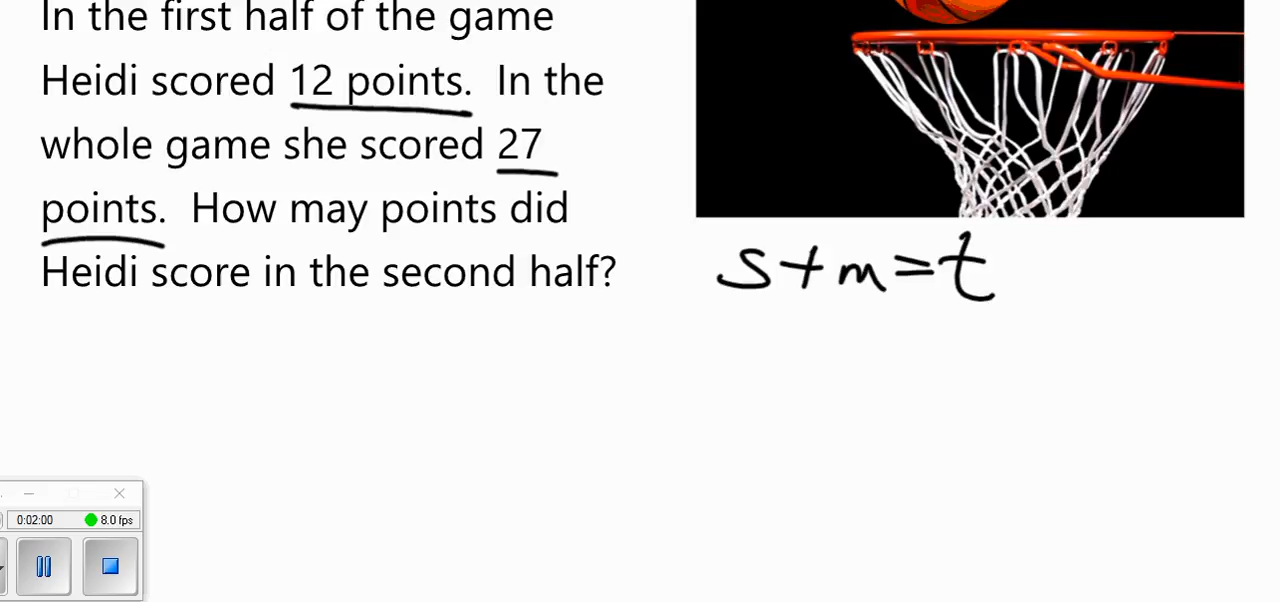 In the first half of the game
Heidi scored 12 points. In the
whole game she scored 27
points. How may points did
Heidi score in the second half?
s+m=t
0:02:00 8.0 fps